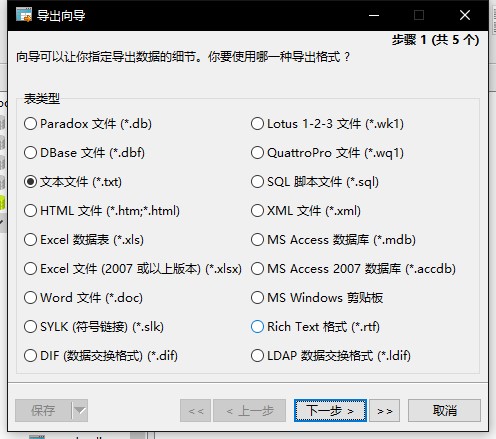 导出向导
步骤 1 (共 5 个)
向导可以让你指定导出数据的细节。你要使用哪一种导出格式？
表类型
Paradox 文件 (*.db)
Lotus 1-2-3 文件 (*.wk1)
DBase 文件 (*.dbf)
QuattroPro 文件 (*.wq1)
文本文件 (*.txt)
SQL 脚本文件 (*.sql)
HTML 文件 (*.htm;*.html)
XML 文件 (*.xml)
Excel 数据表 (*.xls)
MS Access 数据库 (*.mdb)
Excel 文件 (2007 或以上版本) (*.xlsx)
MS Access 2007 数据库 (*.accdb)
Word 文件 (*.doc)
MS Windows 剪贴板
SYLK (符号链接) (*.slk)
Rich Text 格式 (*.rtf)
DIF (数据交换格式) (*.dif)
LDAP 数据交换格式 (*.ldif)
保存 << < 上一步 下一步 > >> 取消